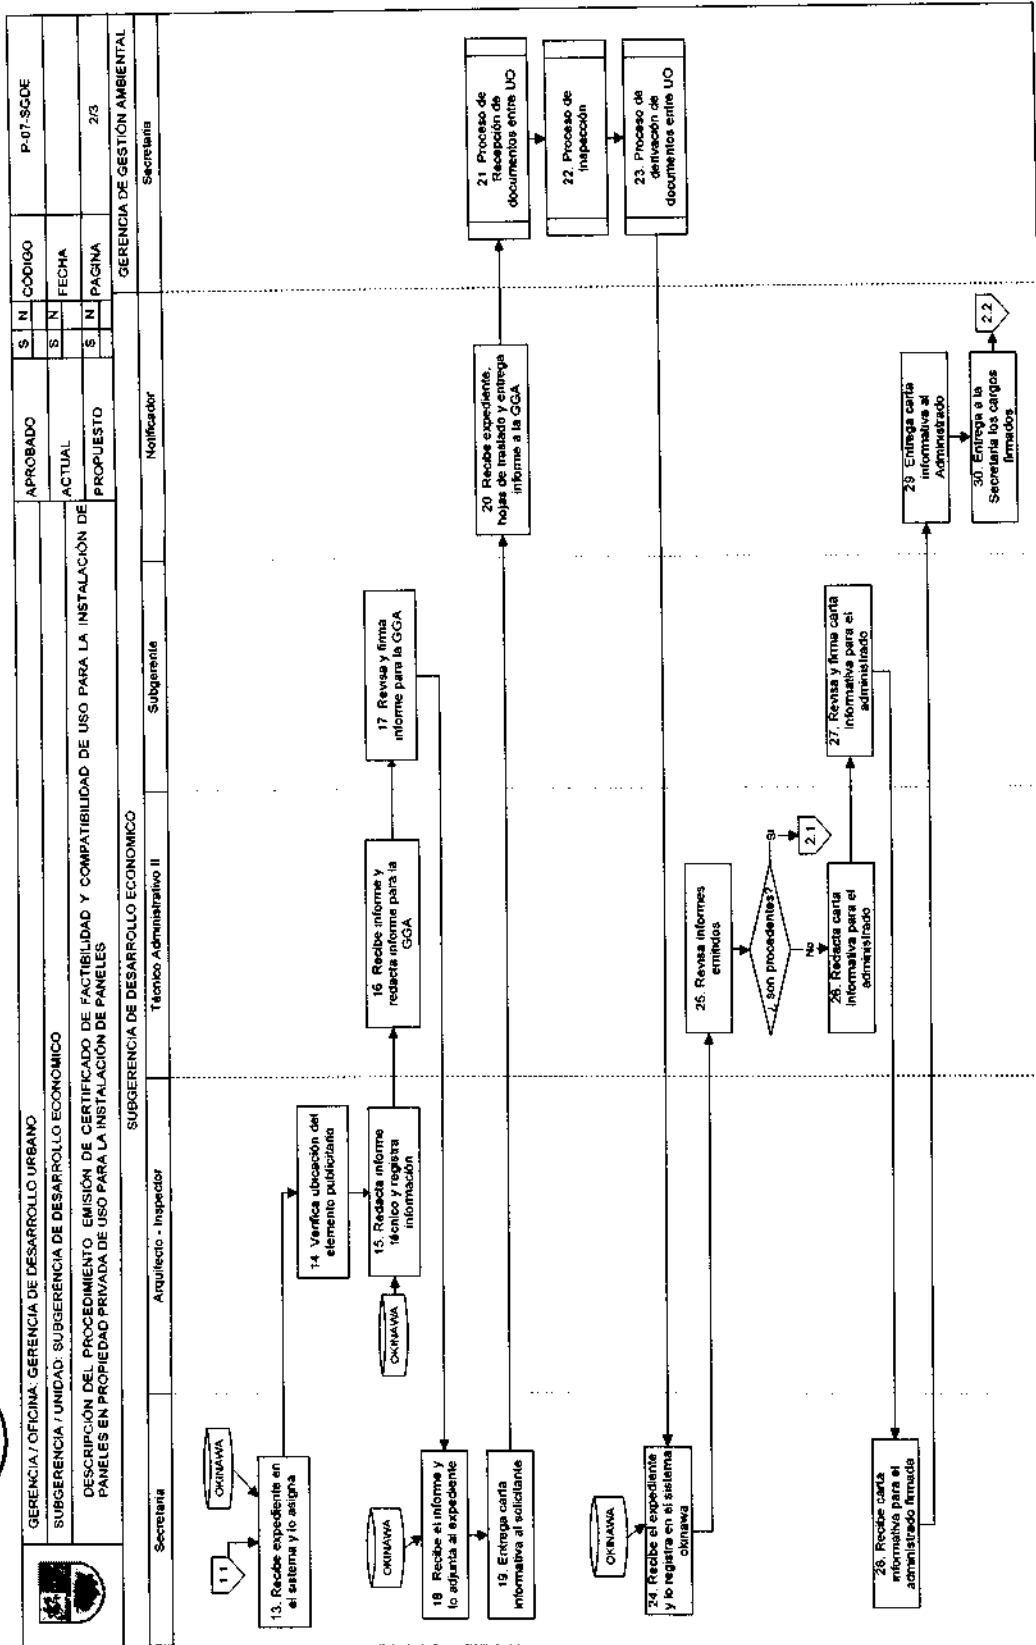 GERENCIA / OFICINA: GERENCIA DE DESARROLLO URBANO
APROBADO
S N
CÓDIGO
P-07-SGDE
SUBGERENCIA / UNIDAD: SUBGERENCIA DE DESARROLLO ECONOMICO
ACTUAL
S N
FECHA
DESCRIPCIÓN DEL PROCEDIMIENTO EMISIÓN DE CERTIFICADO DE FACTIBILIDAD Y COMPATIBILIDAD DE USO PARA LA INSTALACIÓN DE
PANELES EN PROPIEDAD PRIVADA DE USO PARA LA INSTALACIÓN DE PANELES
PROPUESTO
S N
PAGINA
2/3
SUBGERENCIA DE DESARROLLO ECONOMICO
GERENCIA DE GESTIÓN AMBIENTAL
Secretaria
Arquitecto - Inspector
Técnico Administrativo II
Subgerente
Notificador
Secretaria
1.1
OKINAWA
13. Recibe expediente en
el sistema y lo asigna
14 Verifica ubicación del
elemento publicitario
OKINAWA
15. Redacta informe
técnico y registra
información
16 Recibe informe y
redacta informe para la
GGA
17 Revisa y firma
informe para la GGA
OKINAWA
18 Recibe el informe y
lo adjunta al expediente
19. Entrega carta
informativa al solicitante
20 Recibe expediente,
hojas de traslado y entrega
informe a la GGA
21 Proceso de
Recepción de
documentos entre UO
22. Proceso de
Inspección
23. Proceso de
derivación de
documentos entre UO
OKINAWA
24. Recibe el expediente
y lo registra en el sistema
okinawa
25. Revisa informes
emitidos
¿ son procedentes?
SI
2.1
No
26. Redacta carta
Informativa para el
administrado
27. Revisa y firma carta
Informativa para el
administrado
28. Recibe carta
informativa para el
administrado firmada
29 Entrega carta
informativa al
Administrado
30. Entrega a la
Secretaria los cargos
firmados
2.2